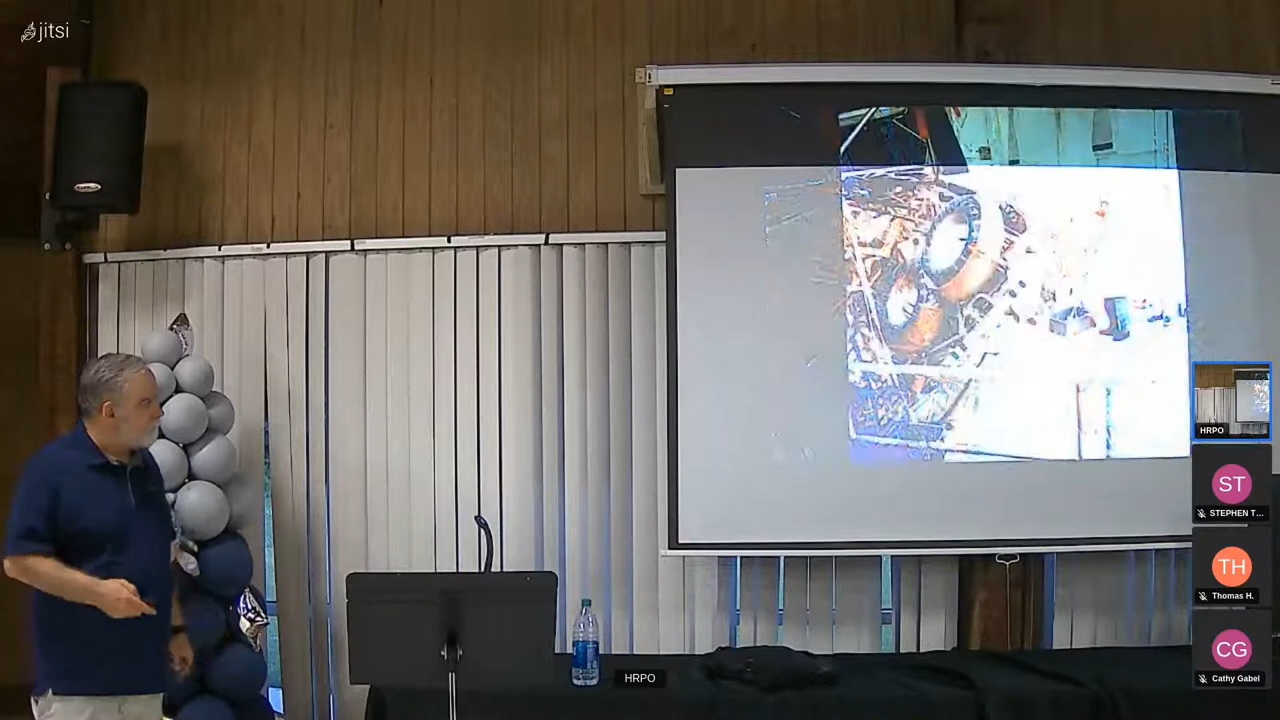 jitsi
HRPO
ST
STEPHEN T...
TH
Thomas H.
CG
Cathy Gabel
HRPO